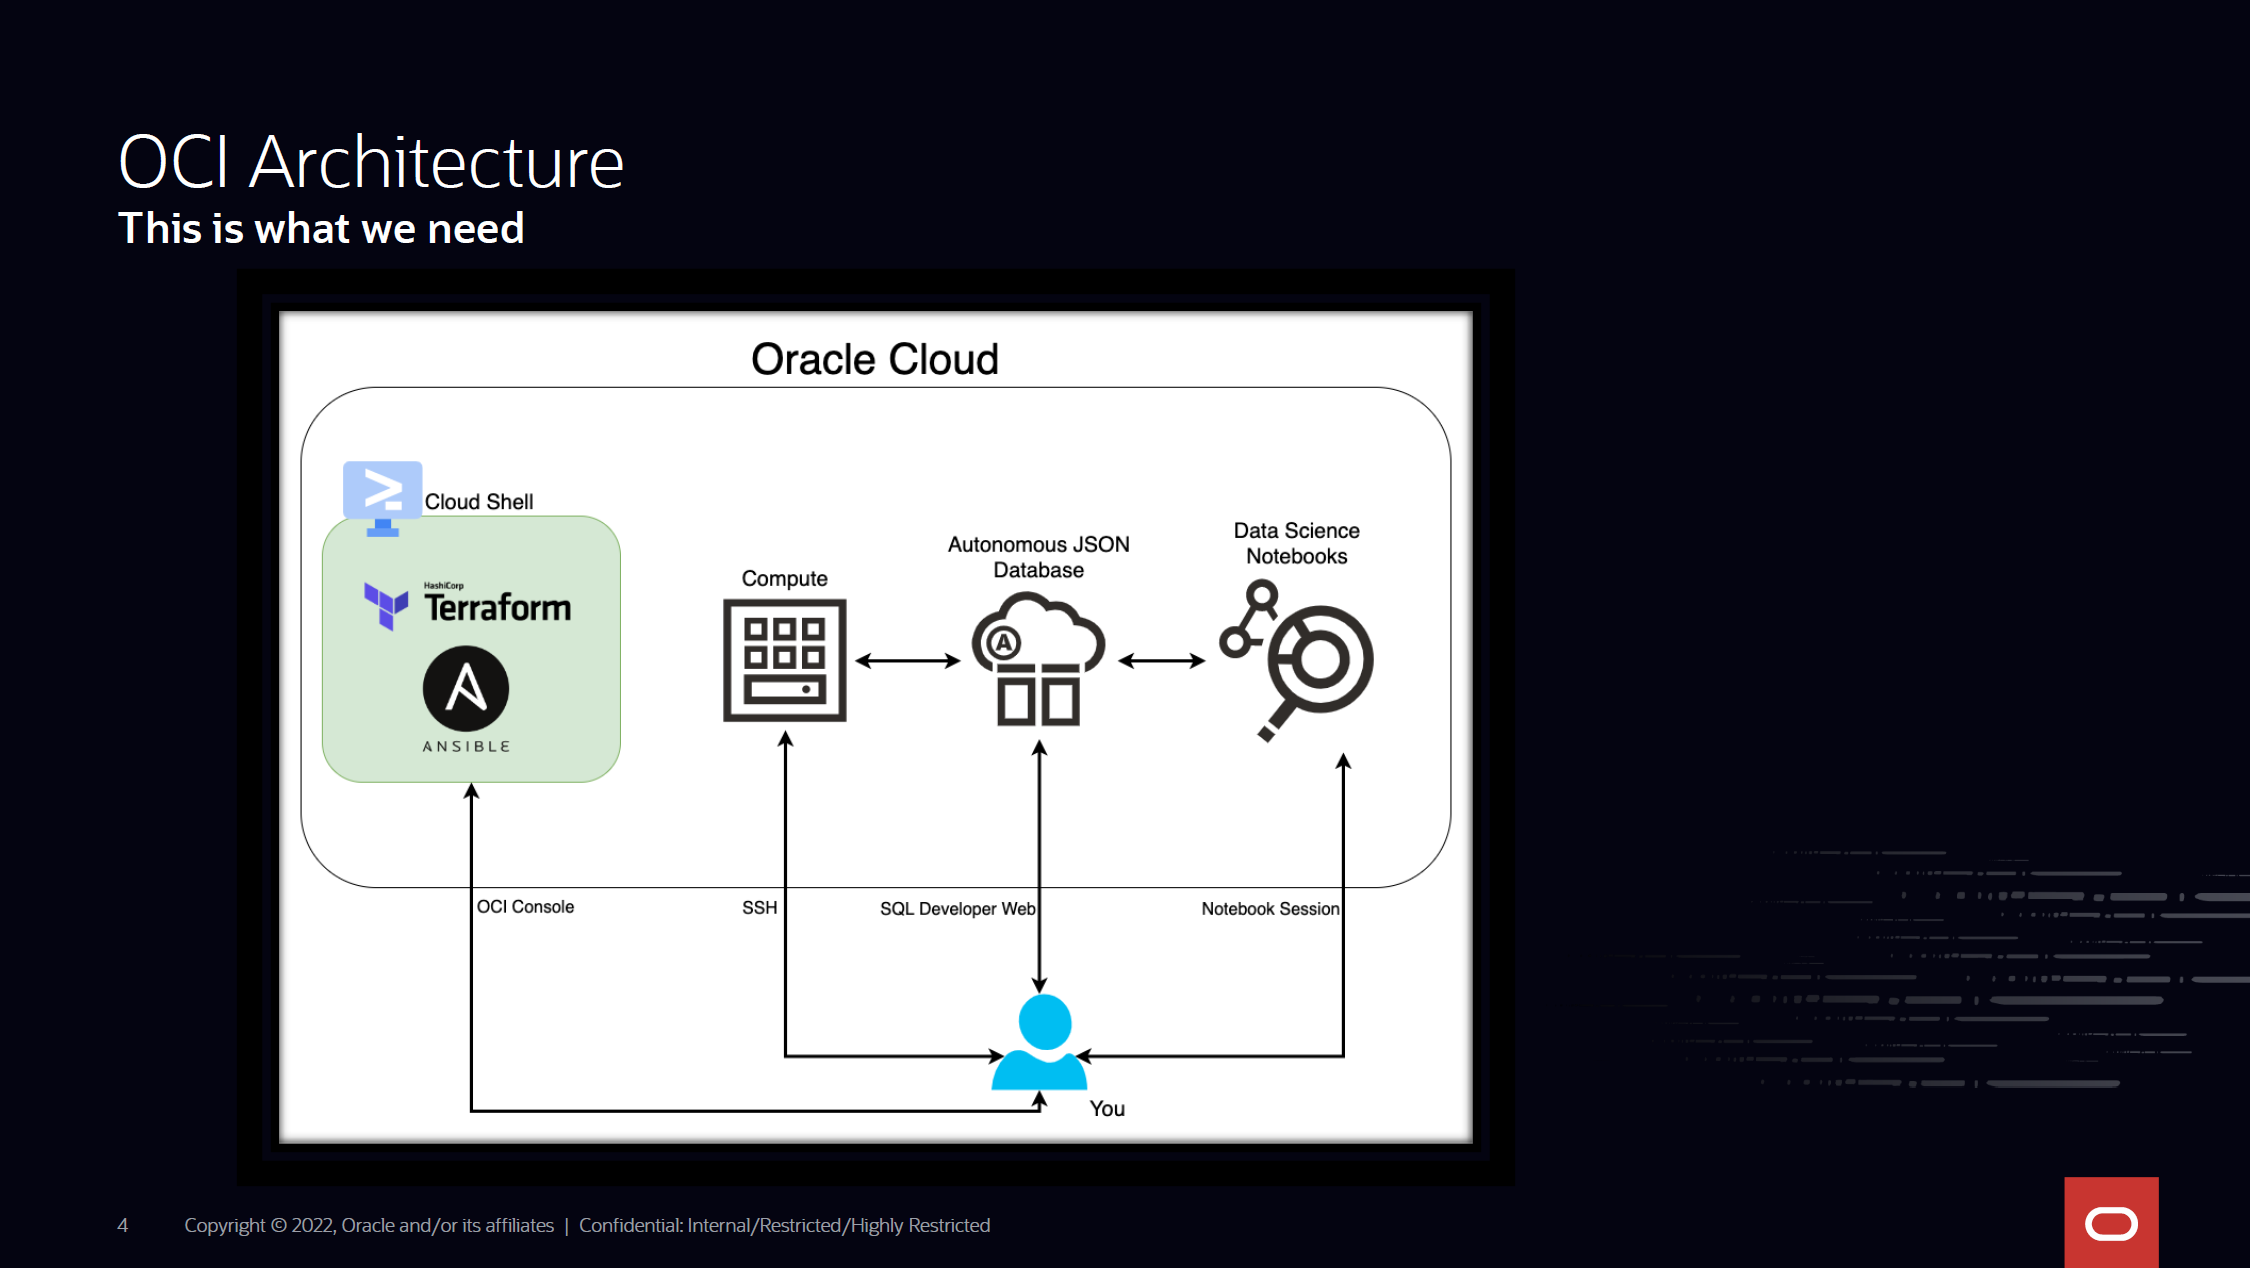 OCI Architecture
This is what we need
Oracle Cloud
Cloud Shell
HashiCorp
Terraform
ANSIBLE
Compute
Autonomous JSON
Database
A
Data Science
Notebooks
OCI Console
SSH
SQL Developer Web
Notebook Session
You
4
Copyright © 2022, Oracle and/or its affiliates | Confidential: Internal/Restricted/Highly Restricted